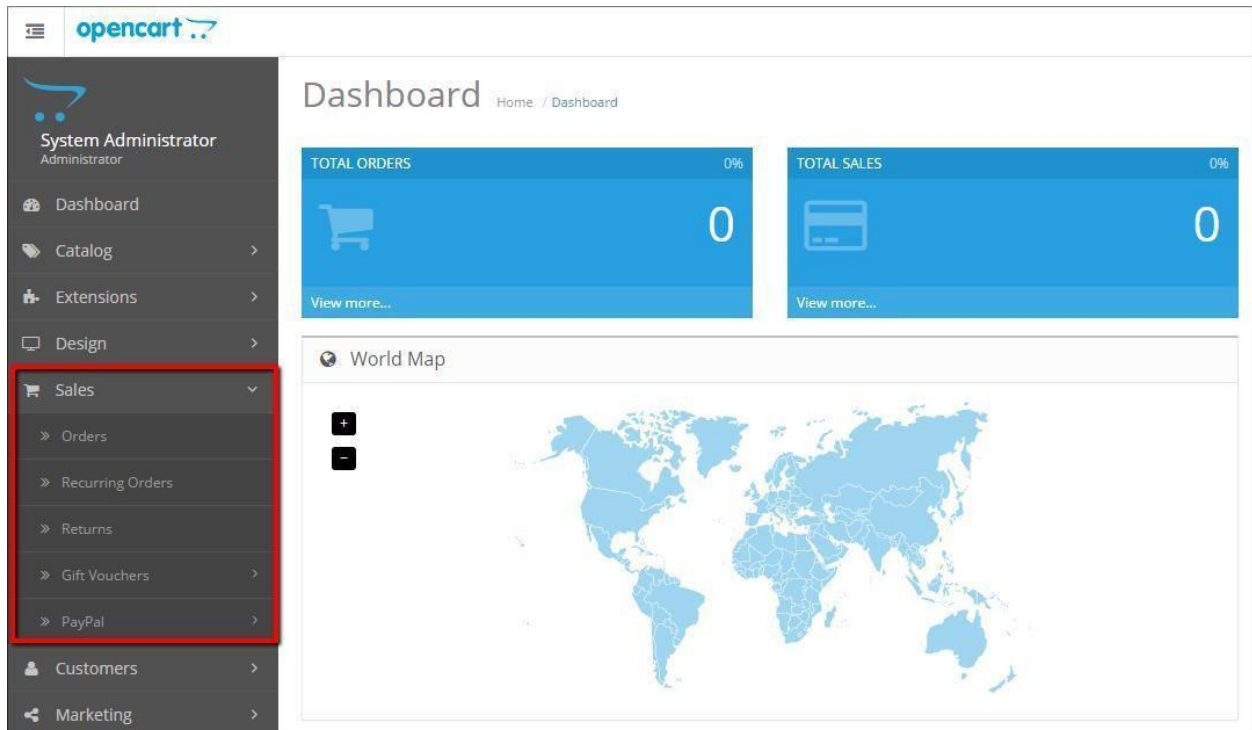 opencart
System Administrator
Administrator
Dashboard
Catalog
Extensions
Design
Sales
Orders
Recurring Orders
Returns
Gift Vouchers
PayPal
Customers
Marketing
Dashboard Home / Dashboard
TOTAL ORDERS 0%
0
View more...
TOTAL SALES 0%
0
View more...
World Map
+
-